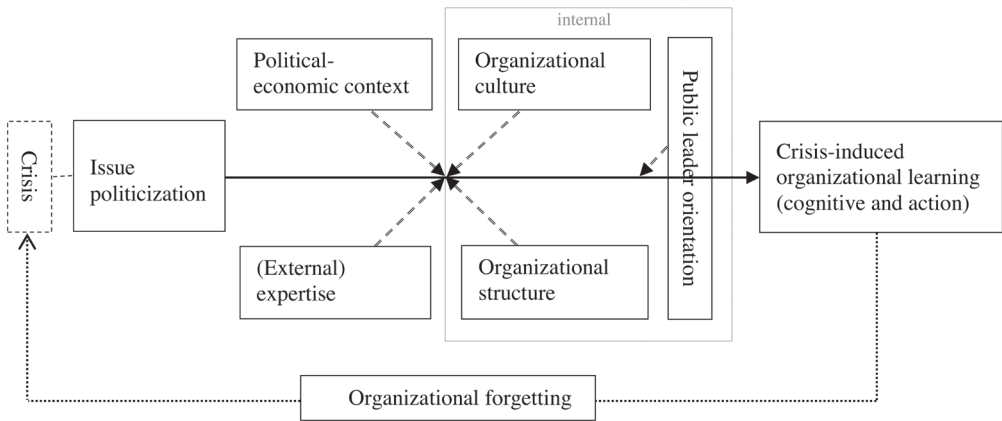 internal
Political-
economic context
Organizational
culture
Public leader orientation
Crisis
Issue
politicization
Crisis-induced
organizational learning
(cognitive and action)
(External)
expertise
Organizational
structure
Organizational forgetting